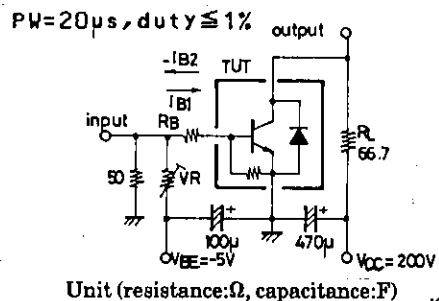 PW=20μs,duty≦1%
output
-IB2
TUT
IB1
input
RB
RL
66.7
50
VR
+
+
100μ
470μ
VBE=-5V
VCC=200V
Unit (resistance:Ω, capacitance:F)